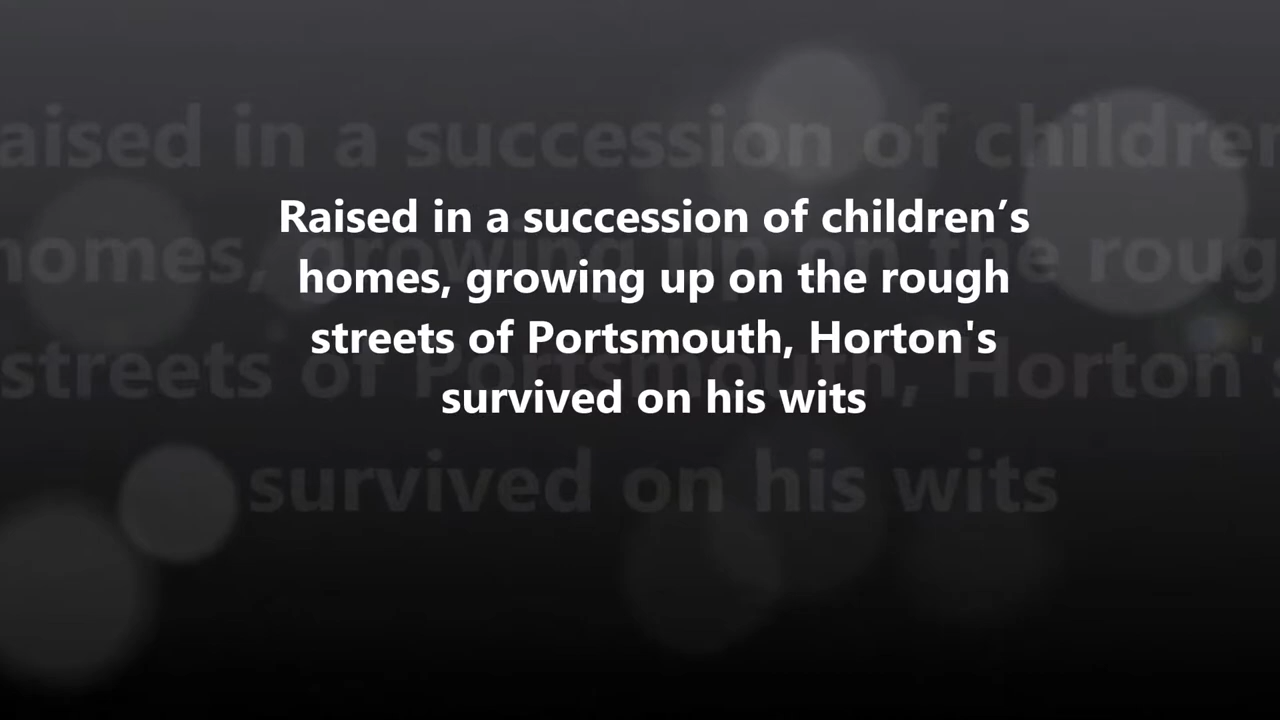 Raised in a succession of children’s
homes, growing up on the rough
streets of Portsmouth, Horton's
survived on his wits